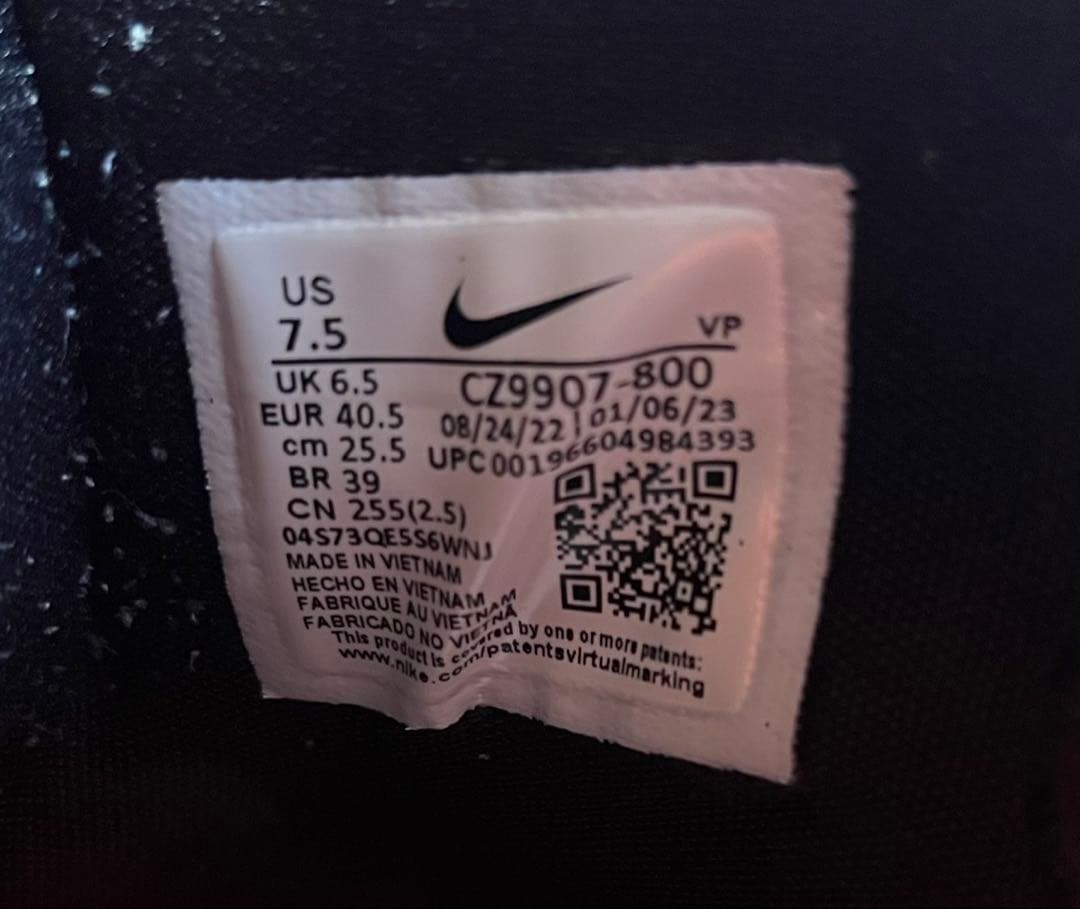 US
7.5
VP
UK 6.5
CZ9907-800
EUR 40.5
08/24/22 | 01/06/23
cm 25.5
UPC 00196604984393
BR 39
CN 255(2.5)
04S73QE5S6WNJ
MADE IN VIETNAM
HECHO EN VIETNAM
FABRIQUE AU VIETNAM
FABRICADO NO VIETNÃ
This product is covered by one or more patents:
www.nike.com/patentsvirtualmarking